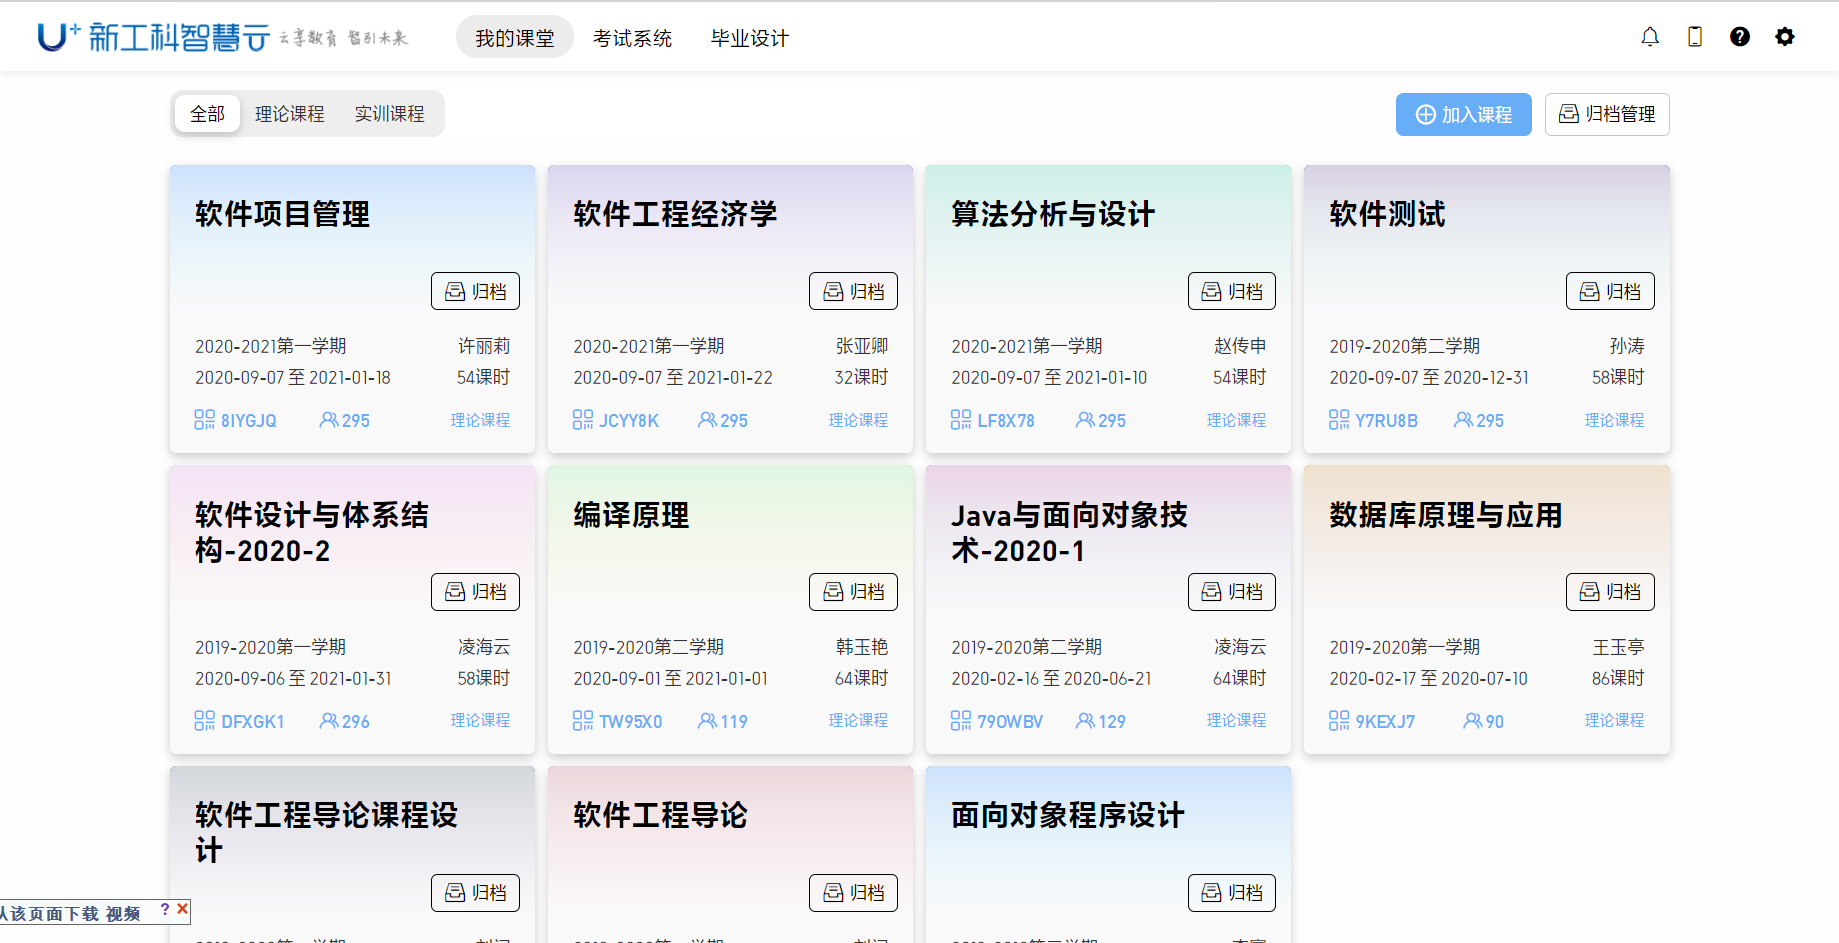 U+ 新工科智慧云 云享教育 智引未来
我的课堂 考试系统 毕业设计
全部 理论课程 实训课程
加入课程 归档管理
软件项目管理
归档
2020-2021第一学期 许丽莉
2020-09-07 至 2021-01-18 54课时
8IYGJQ 295 理论课程
软件工程经济学
归档
2020-2021第一学期 张亚卿
2020-09-07 至 2021-01-22 32课时
JCYY8K 295 理论课程
算法分析与设计
归档
2020-2021第一学期 赵传申
2020-09-07 至 2021-01-10 54课时
LF8X78 295 理论课程
软件测试
归档
2019-2020第二学期 孙涛
2020-09-07 至 2020-12-31 58课时
Y7RU8B 295 理论课程
软件设计与体系结
构-2020-2
归档
2019-2020第一学期 凌海云
2020-09-06 至 2021-01-31 58课时
DFXGK1 296 理论课程
编译原理
归档
2019-2020第二学期 韩玉艳
2020-09-01 至 2021-01-01 64课时
TW95X0 119 理论课程
Java与面向对象技
术-2020-1
归档
2019-2020第二学期 凌海云
2020-02-16 至 2020-06-21 64课时
79OWBV 129 理论课程
数据库原理与应用
归档
2019-2020第一学期 王玉亭
2020-02-17 至 2020-07-10 86课时
9KEXJ7 90 理论课程
软件工程导论课程设
计
归档
软件工程导论
归档
面向对象程序设计
归档
从该页面下载 视频 ?